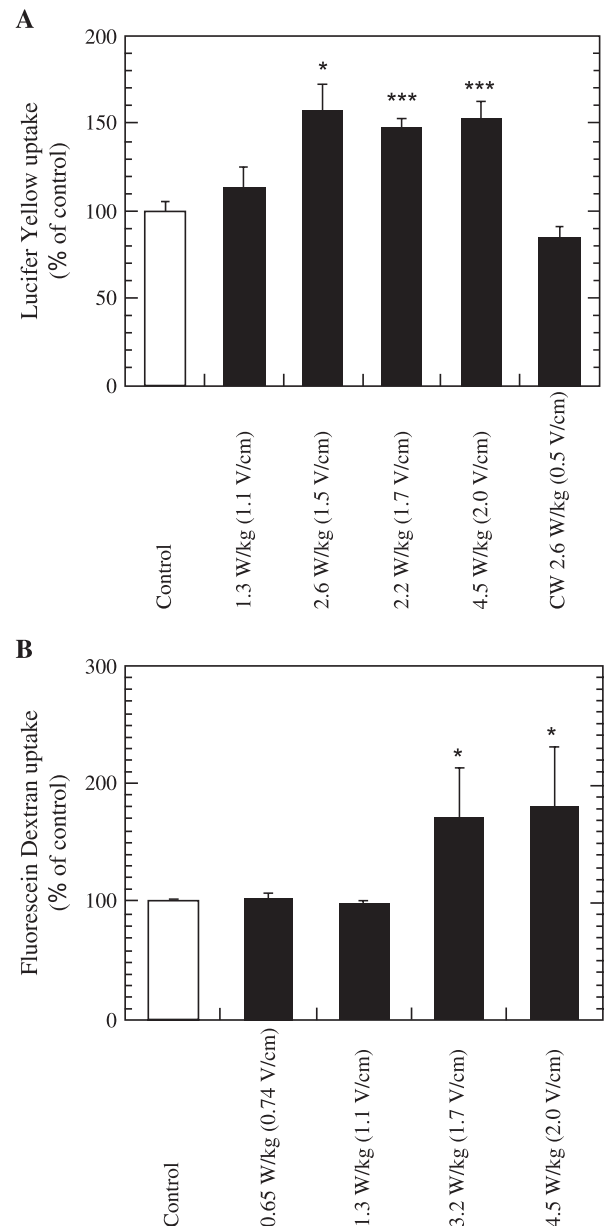 A
Lucifer Yellow uptake
(% of control)
200
150
100
50
0
*
***
***
Control
1.3 W/kg (1.1 V/cm)
2.6 W/kg (1.5 V/cm)
2.2 W/kg (1.7 V/cm)
4.5 W/kg (2.0 V/cm)
CW 2.6 W/kg (0.5 V/cm)
B
Fluorescein Dextran uptake
(% of control)
300
200
100
0
*
*
Control
0.65 W/kg (0.74 V/cm)
1.3 W/kg (1.1 V/cm)
3.2 W/kg (1.7 V/cm)
4.5 W/kg (2.0 V/cm)